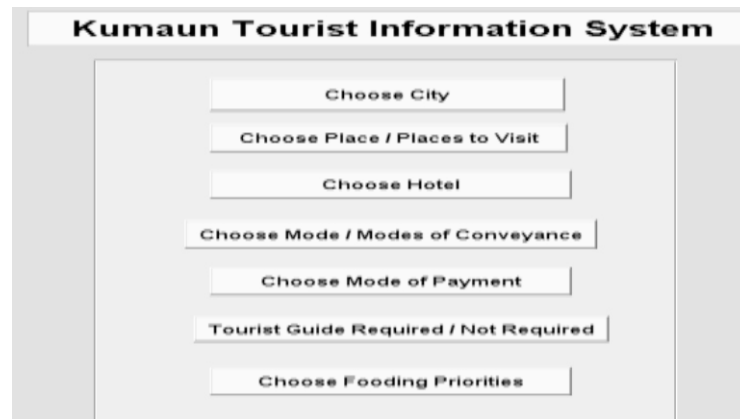 Kumaun Tourist Information System
Choose City
Choose Place / Places to Visit
Choose Hotel
Choose Mode / Modes of Conveyance
Choose Mode of Payment
Tourist Guide Required / Not Required
Choose Fooding Priorities